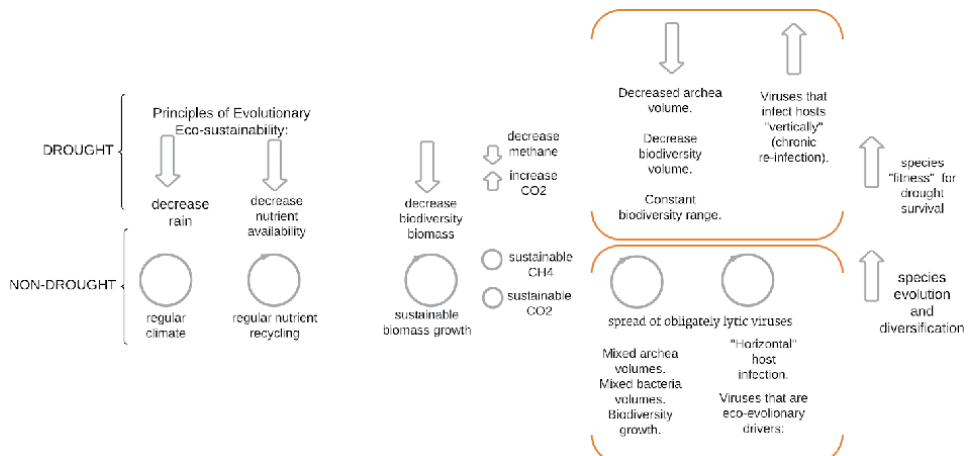 Principles of Evolutionary
Eco-sustainability:
DROUGHT
decrease
rain
decrease
nutrient
availability
decrease
biodiversity
biomass
decrease
methane
increase
CO2
Decreased archea
volume.
Decrease
biodiversity
volume.
Constant
biodiversity range.
Viruses that
infect hosts
"vertically"
(chronic
re-infection).
species
"fitness" for
drought
survival
NON-DROUGHT
regular
climate
regular nutrient
recycling
sustainable
biomass growth
sustainable
CH4
sustainable
CO2
spread of obligately lytic viruses
Mixed archea
volumes.
Mixed bacteria
volumes.
Biodiversity
growth.
"Horizontal"
host
infection.
Viruses that are
eco-evolionary
drivers:
species
evolution
and
diversification